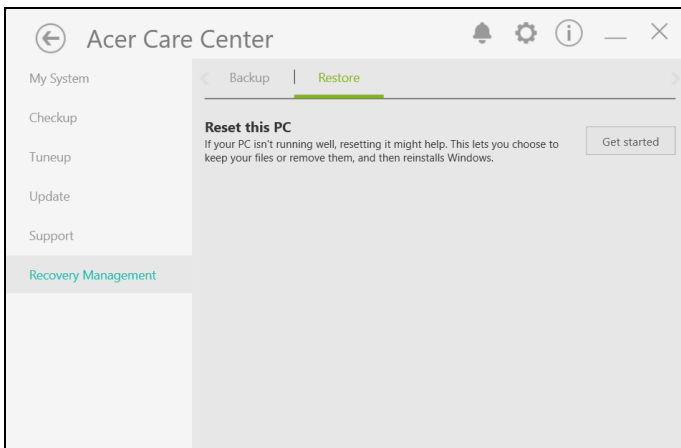 Acer Care Center
My System
Backup
Restore
Checkup
Reset this PC
If your PC isn't running well, resetting it might help. This lets you choose to
keep your files or remove them, and then reinstalls Windows.
Get started
Tuneup
Update
Support
Recovery Management